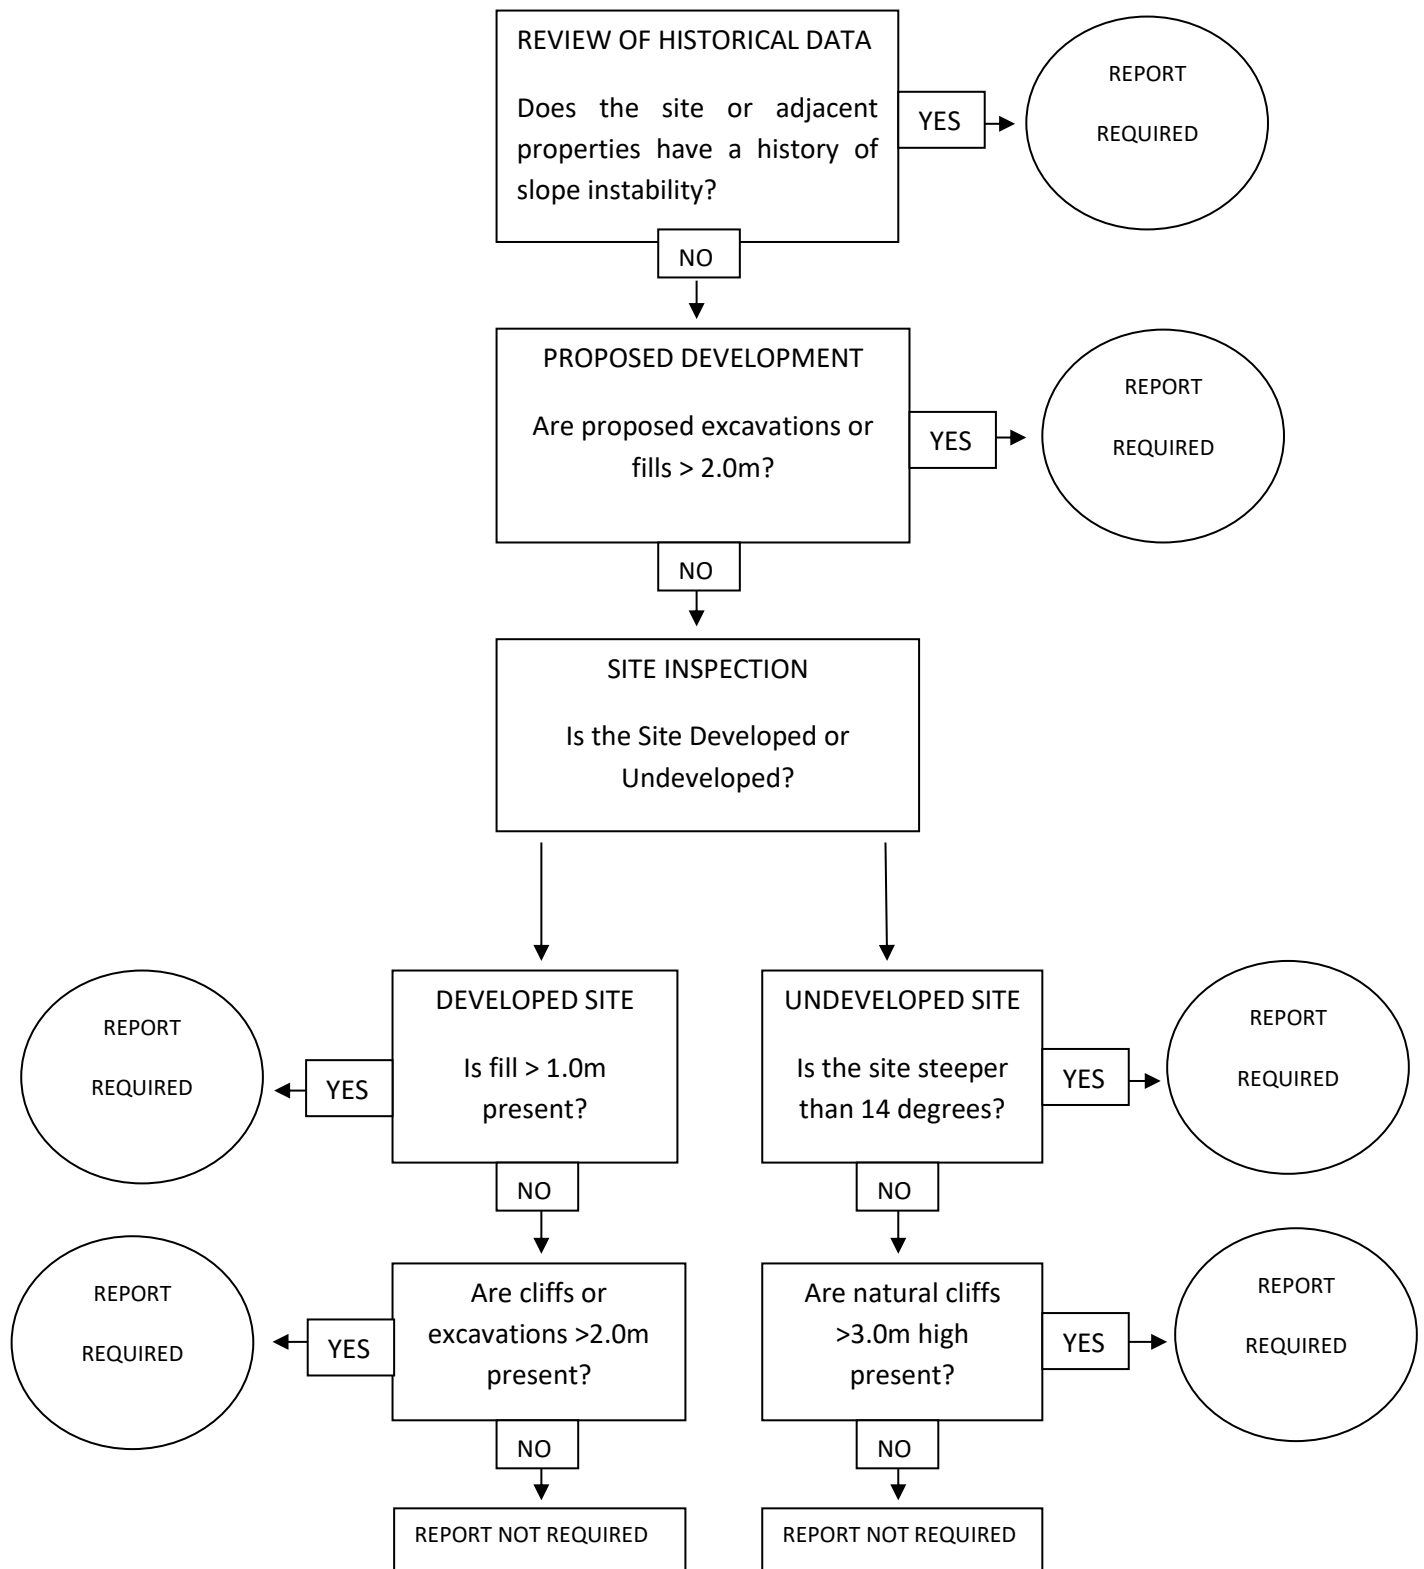 REVIEW OF HISTORICAL DATA
Does the site or adjacent
properties have a history of
slope instability?
YES
REPORT
REQUIRED
NO
PROPOSED DEVELOPMENT
Are proposed excavations or
fills > 2.0m?
YES
REPORT
REQUIRED
NO
SITE INSPECTION
Is the Site Developed or
Undeveloped?
DEVELOPED SITE
Is fill > 1.0m
present?
YES
REPORT
REQUIRED
NO
Are cliffs or
excavations >2.0m
present?
YES
REPORT
REQUIRED
NO
REPORT NOT REQUIRED
UNDEVELOPED SITE
Is the site steeper
than 14 degrees?
YES
REPORT
REQUIRED
NO
Are natural cliffs
>3.0m high
present?
YES
REPORT
REQUIRED
NO
REPORT NOT REQUIRED